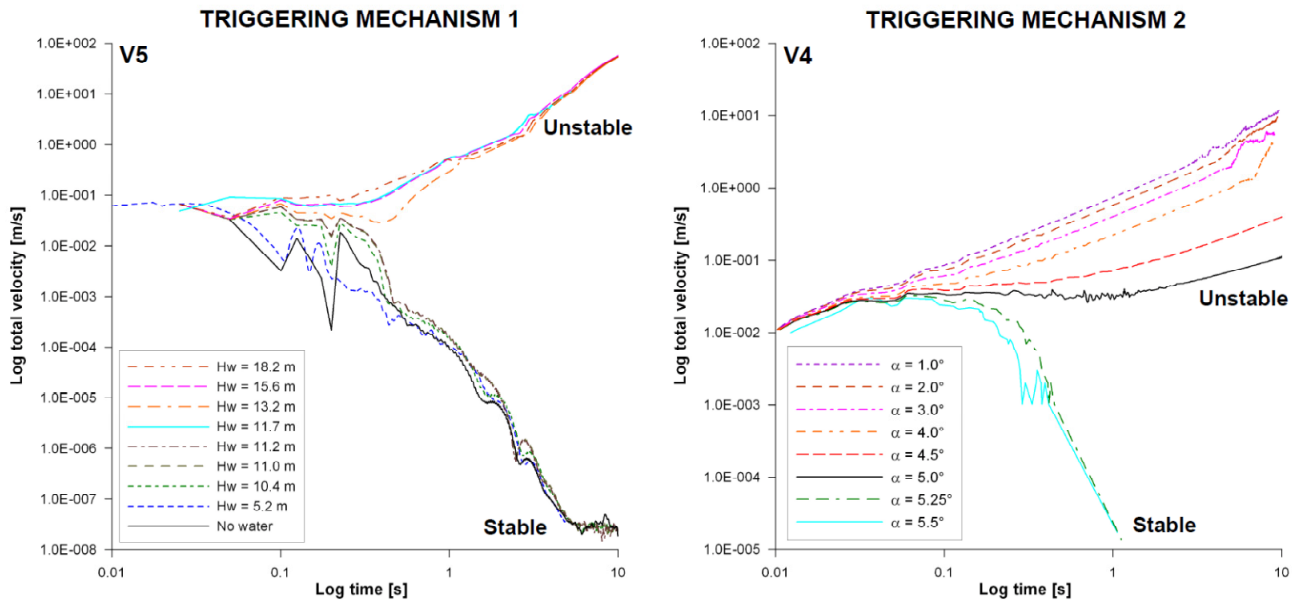 TRIGGERING MECHANISM 1
V5
1.0E+002
1.0E+001
1.0E+000
1.0E-001
1.0E-002
1.0E-003
1.0E-004
1.0E-005
1.0E-006
1.0E-007
1.0E-008
Log total velocity [m/s]
Unstable
Stable
Hw = 18.2 m
Hw = 15.6 m
Hw = 13.2 m
Hw = 11.7 m
Hw = 11.2 m
Hw = 11.0 m
Hw = 10.4 m
Hw = 5.2 m
No water
0.01 0.1 1 10
Log time [s]
TRIGGERING MECHANISM 2
V4
1.0E+002
1.0E+001
1.0E+000
1.0E-001
1.0E-002
1.0E-003
1.0E-004
1.0E-005
Log total velocity [m/s]
Unstable
Stable
α = 1.0°
α = 2.0°
α = 3.0°
α = 4.0°
α = 4.5°
α = 5.0°
α = 5.25°
α = 5.5°
0.01 0.1 1 10
Log time [s]